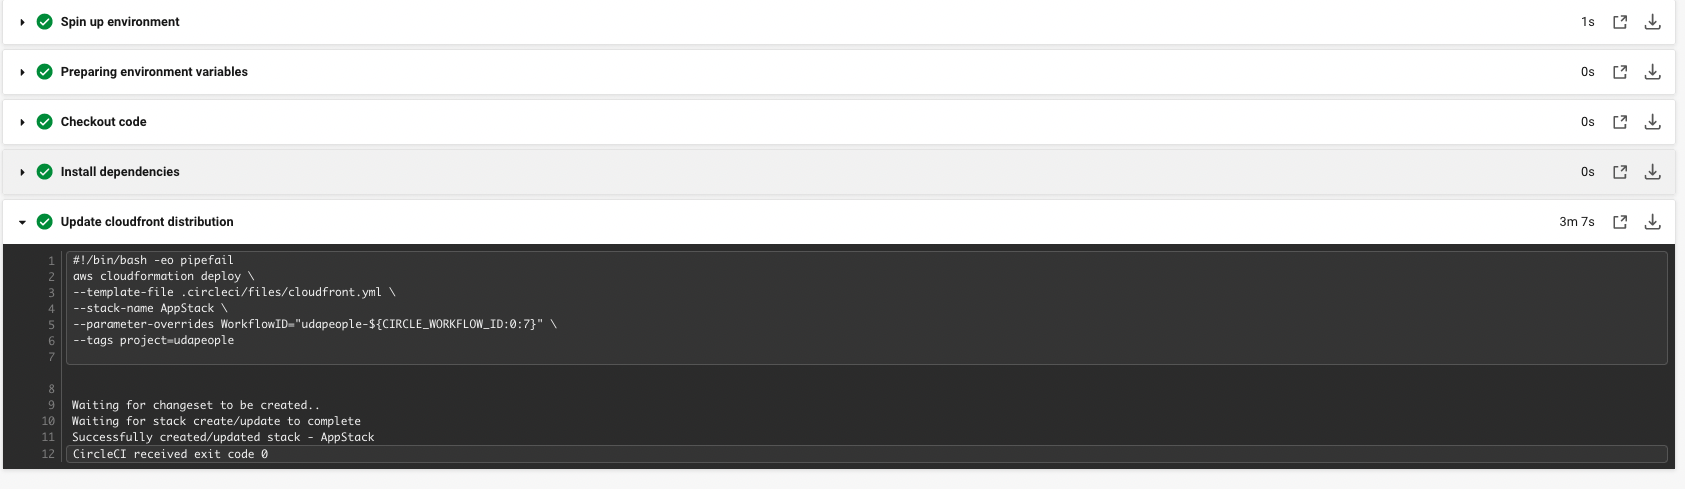 Spin up environment 1s
Preparing environment variables 0s
Checkout code 0s
Install dependencies 0s
Update cloudfront distribution 3m 7s
1 #!/bin/bash -eo pipefail
2 aws cloudformation deploy \
3 --template-file .circleci/files/cloudfront.yml \
4 --stack-name AppStack \
5 --parameter-overrides WorkflowID="udapeople-${CIRCLE_WORKFLOW_ID:0:7}" \
6 --tags project=udapeople
7
8
9 Waiting for changeset to be created..
10 Waiting for stack create/update to complete
11 Successfully created/updated stack - AppStack
12 CircleCI received exit code 0